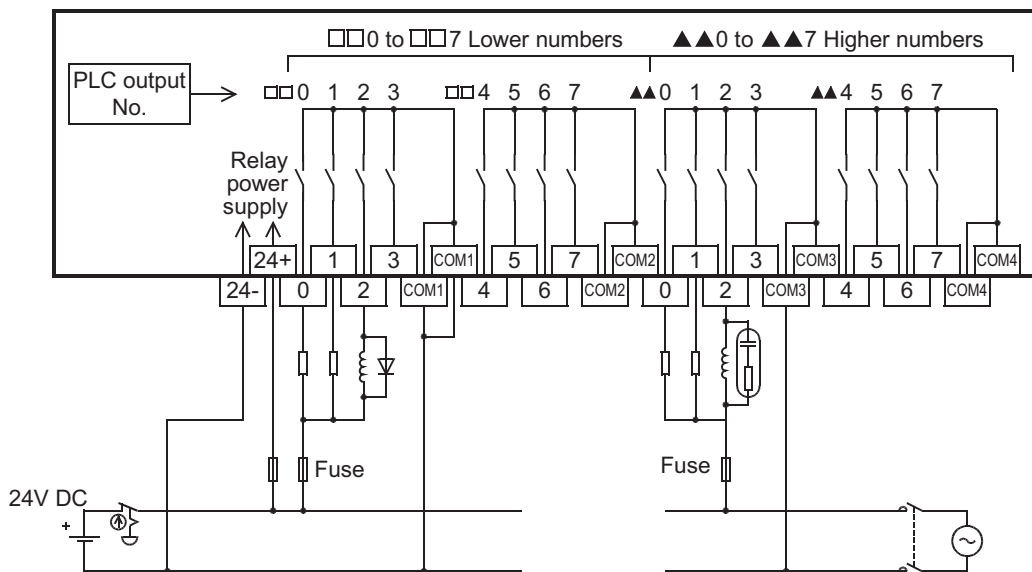 □□0 to □□7 Lower numbers ▲▲0 to ▲▲7 Higher numbers
PLC output
No.
□□0 1 2 3 □□4 5 6 7 ▲▲0 1 2 3 ▲▲4 5 6 7
Relay
power
supply
24+ 1 3 COM1 5 7 COM2 1 3 COM3 5 7 COM4
24- 0 2 COM1 4 6 COM2 0 2 COM3 4 6 COM4
Fuse Fuse
24V DC
+